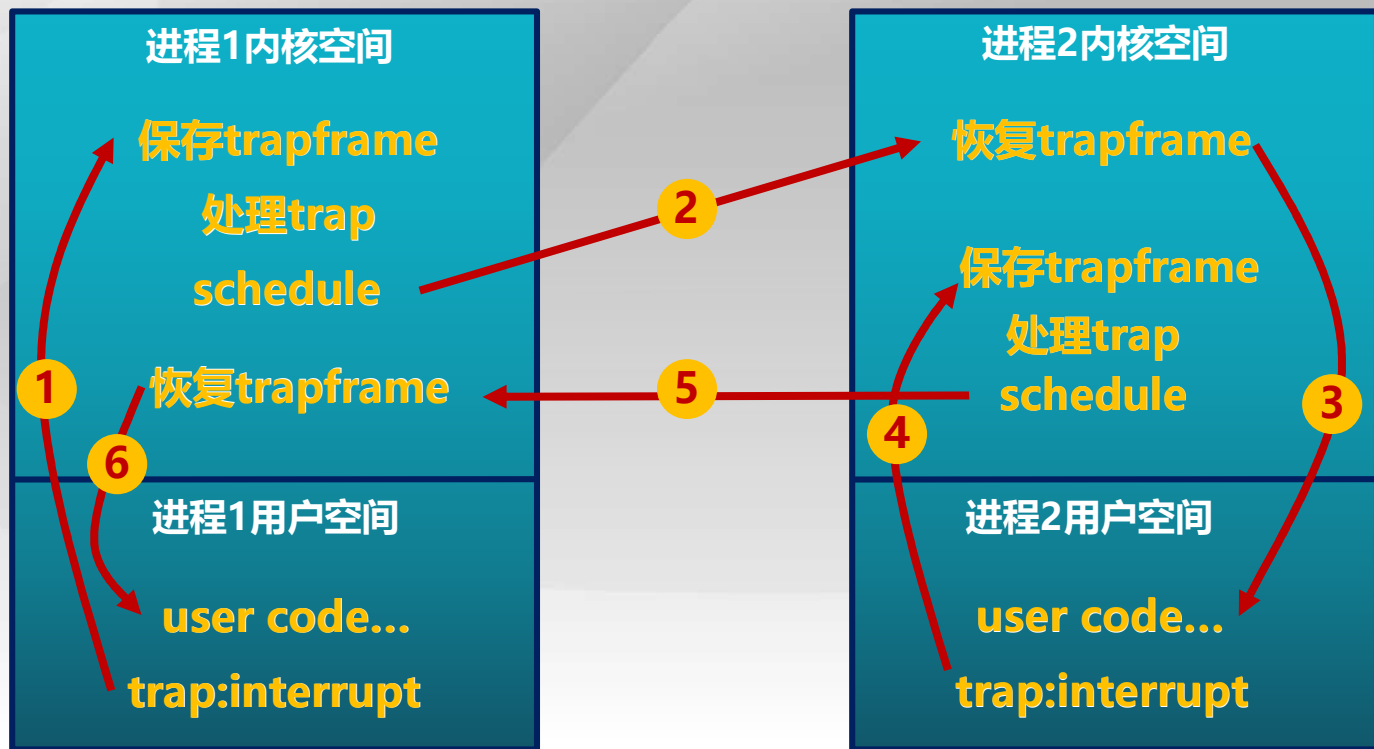 进程1内核空间
保存trapframe
处理trap
schedule
恢复trapframe
1
6
进程1用户空间
user code...
trap:interrupt
2
5
进程2内核空间
恢复trapframe
保存trapframe
处理trap
schedule
3
4
进程2用户空间
user code...
trap:interrupt